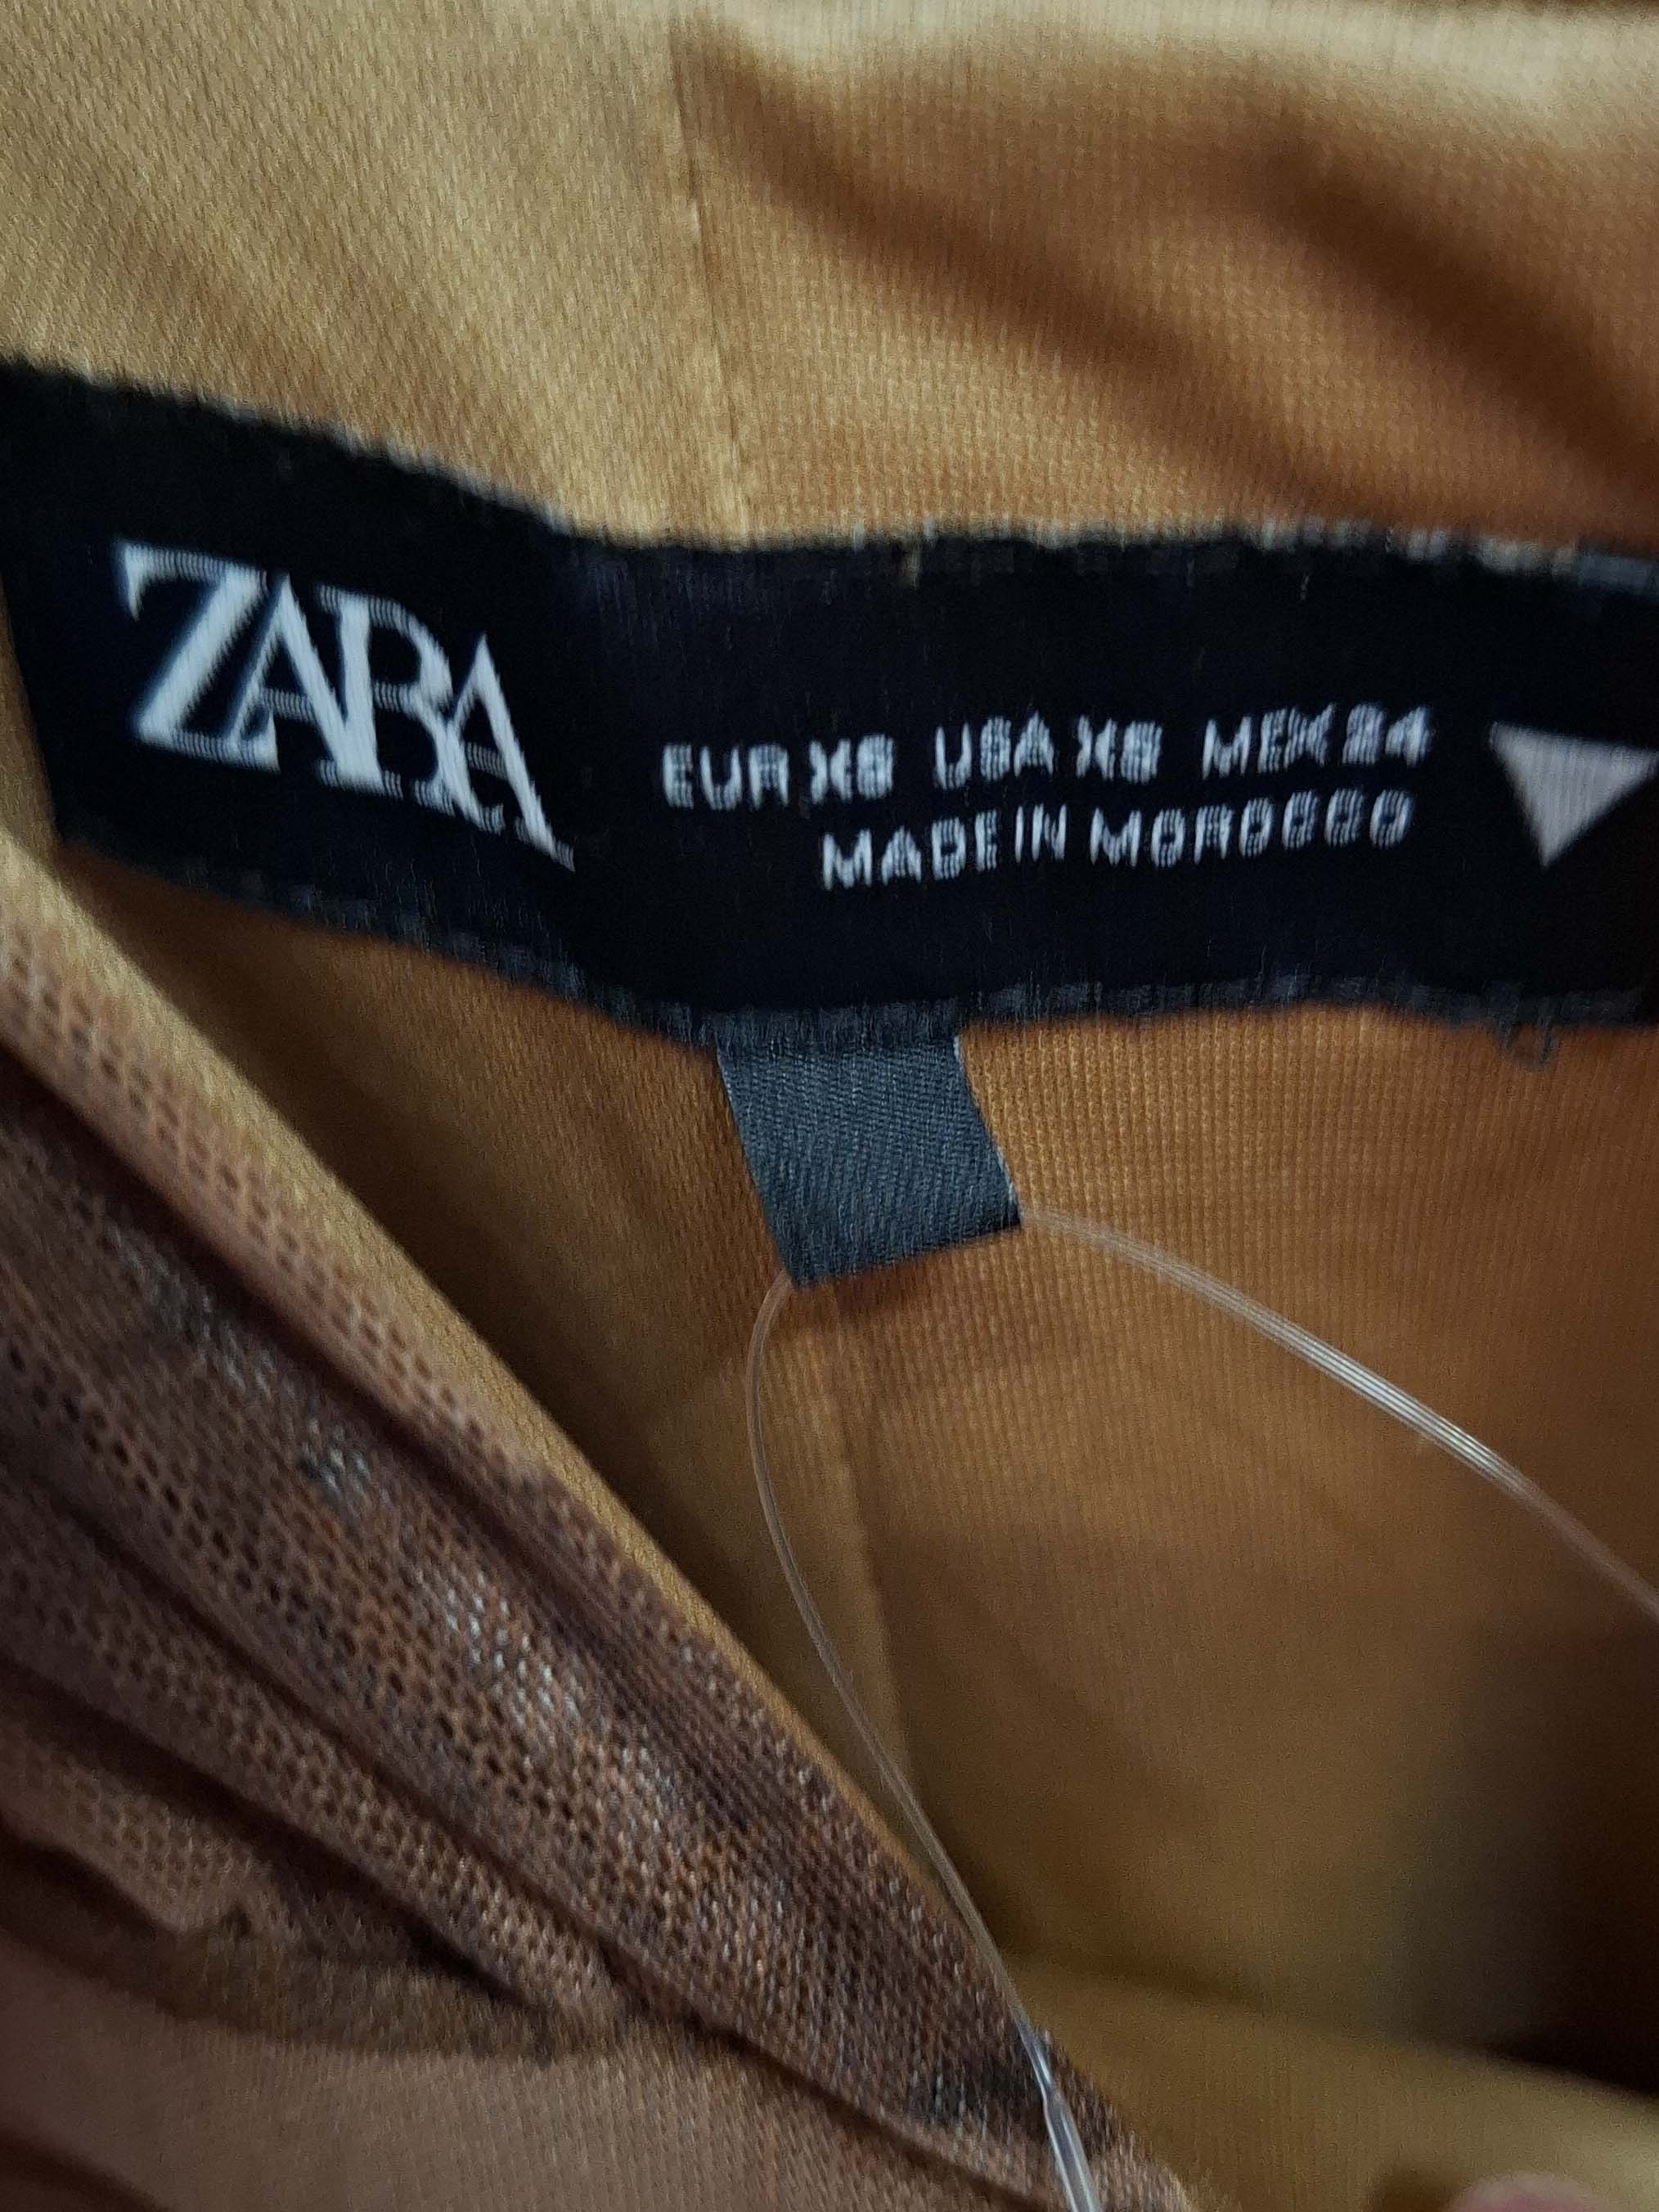 ZARA
EUR XS USA XS MEX 24
MADE IN MOROCCO